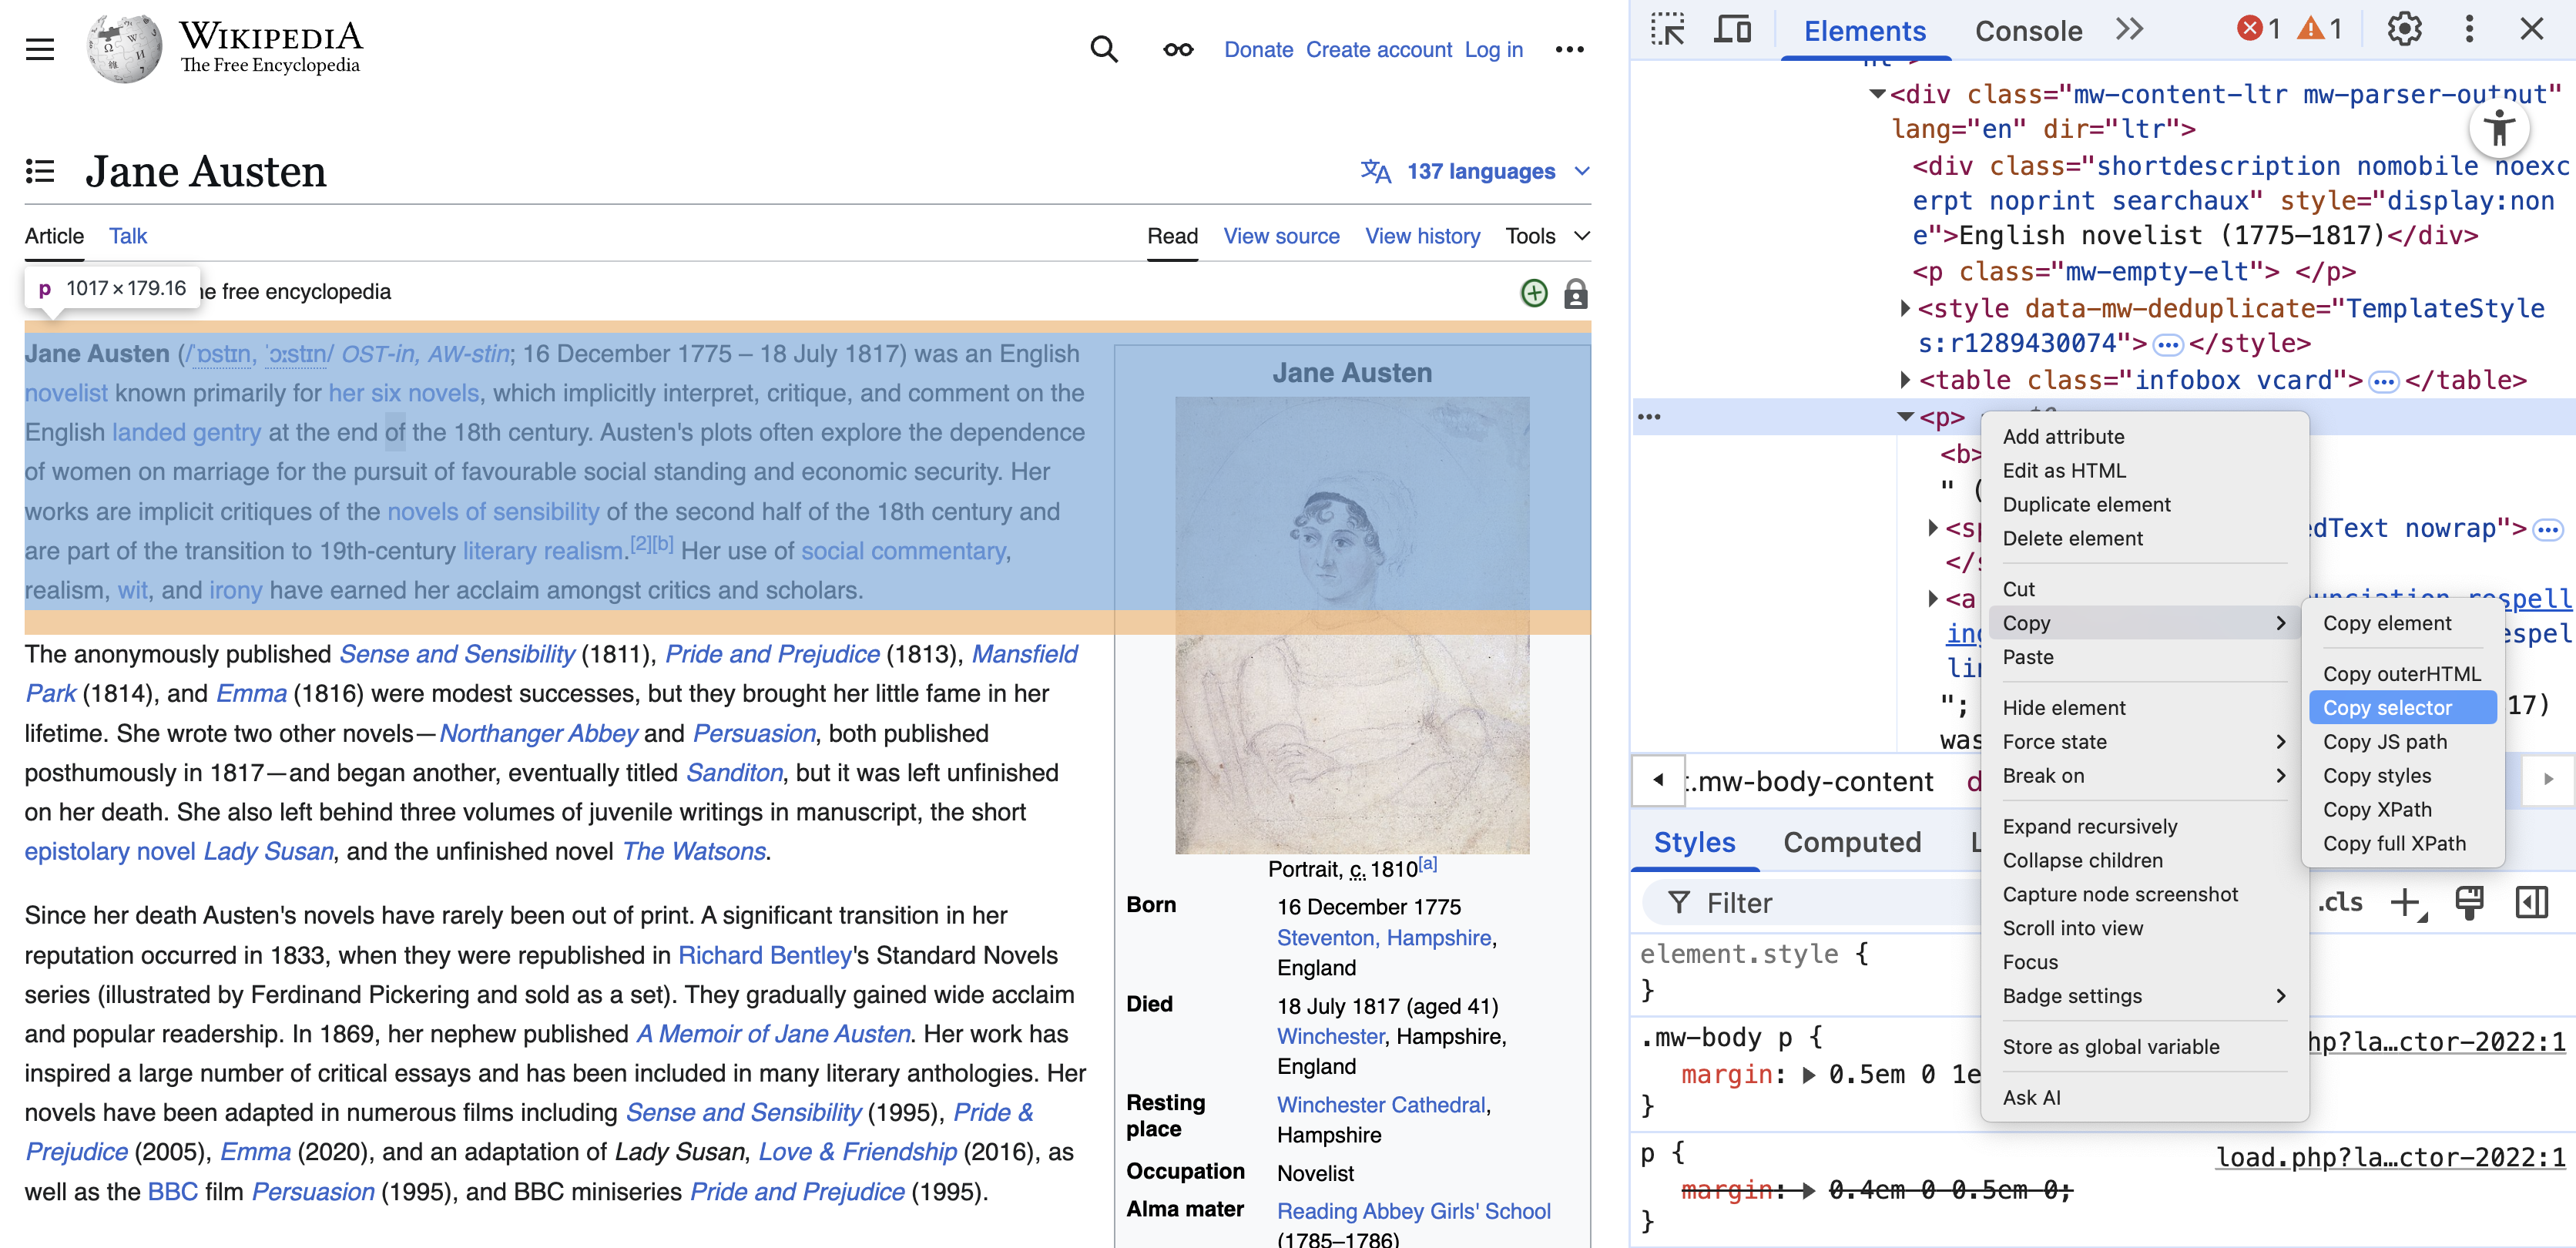 WIKIPEDIA
The Free Encyclopedia
Donate Create account Log in
Jane Austen
137 languages
Article Talk
Read View source View history Tools
p 1017×179.16
he free encyclopedia
Jane Austen (/ˈɒstɪn, ˈɔːstɪn/ OST-in, AW-stin; 16 December 1775 – 18 July 1817) was an English
novelist known primarily for her six novels, which implicitly interpret, critique, and comment on the
English landed gentry at the end of the 18th century. Austen's plots often explore the dependence
of women on marriage for the pursuit of favourable social standing and economic security. Her
works are implicit critiques of the novels of sensibility of the second half of the 18th century and
are part of the transition to 19th-century literary realism.[2][b] Her use of social commentary,
realism, wit, and irony have earned her acclaim amongst critics and scholars.
The anonymously published Sense and Sensibility (1811), Pride and Prejudice (1813), Mansfield
Park (1814), and Emma (1816) were modest successes, but they brought her little fame in her
lifetime. She wrote two other novels—Northanger Abbey and Persuasion, both published
posthumously in 1817—and began another, eventually titled Sanditon, but it was left unfinished
on her death. She also left behind three volumes of juvenile writings in manuscript, the short
epistolary novel Lady Susan, and the unfinished novel The Watsons.
Since her death Austen's novels have rarely been out of print. A significant transition in her
reputation occurred in 1833, when they were republished in Richard Bentley's Standard Novels
series (illustrated by Ferdinand Pickering and sold as a set). They gradually gained wide acclaim
and popular readership. In 1869, her nephew published A Memoir of Jane Austen. Her work has
inspired a large number of critical essays and has been included in many literary anthologies. Her
novels have been adapted in numerous films including Sense and Sensibility (1995), Pride &
Prejudice (2005), Emma (2020), and an adaptation of Lady Susan, Love & Friendship (2016), as
well as the BBC film Persuasion (1995), and BBC miniseries Pride and Prejudice (1995).
Jane Austen
Portrait, c. 1810[a]
Born 16 December 1775
Steventon, Hampshire,
England
Died 18 July 1817 (aged 41)
Winchester, Hampshire,
England
Resting place Winchester Cathedral,
Hampshire
Occupation Novelist
Alma mater Reading Abbey Girls' School
(1785–1786)
Elements Console 1 1
<div class="mw-content-ltr mw-parser-output"
lang="en" dir="ltr">
<div class="shortdescription nomobile noexc
erpt noprint searchaux" style="display:non
e">English novelist (1775–1817)</div>
<p class="mw-empty-elt"> </p>
<style data-mw-deduplicate="TemplateStyle
s:r1289430074"></style>
<table class="infobox vcard"></table>
<p>
<b>
" (
<sp
edText nowrap">
</s
<a
ing
lin
"; 17)
was
.mw-body-content d
Styles Computed L
Filter .cls
element.style {
}
.mw-body p { hp?la…ctor-2022:1
margin: 0.5em 0 1e
}
p { load.php?la…ctor-2022:1
margin: 0.4em 0 0.5em 0;
}
Add attribute
Edit as HTML
Duplicate element
Delete element
Cut
Copy
Paste
Hide element
Force state
Break on
Expand recursively
Collapse children
Capture node screenshot
Scroll into view
Focus
Badge settings
Store as global variable
Ask AI
Copy element
Copy outerHTML
Copy selector
Copy JS path
Copy styles
Copy XPath
Copy full XPath